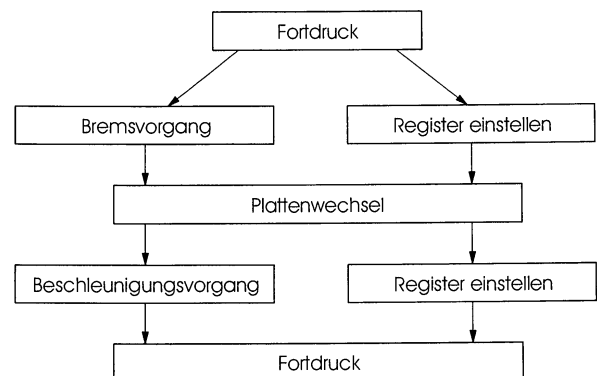 Fortdruck
Bremsvorgang
Register einstellen
Plattenwechsel
Beschleunigungsvorgang
Register einstellen
Fortdruck